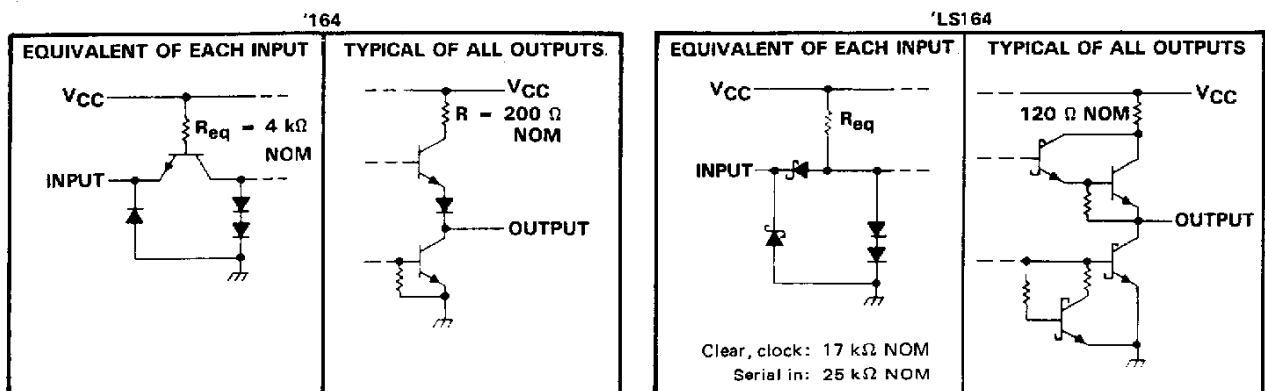 '164
EQUIVALENT OF EACH INPUT
VCC
Req = 4 kΩ
NOM
INPUT
TYPICAL OF ALL OUTPUTS.
VCC
R = 200 Ω
NOM
OUTPUT
'LS164
EQUIVALENT OF EACH INPUT
VCC
Req
INPUT
Clear, clock: 17 kΩ NOM
Serial in: 25 kΩ NOM
TYPICAL OF ALL OUTPUTS
VCC
120 Ω NOM
OUTPUT